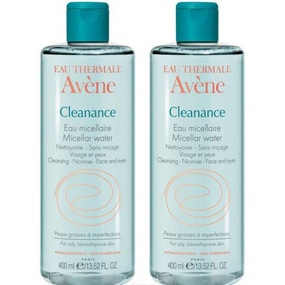 EAU THERMALE
Avène
Cleanance
Eau micellaire
Micellar water
Nettoyante - Sans rinçage
Visage et yeux
Cleansing - No-rinse - Face and eyes
Peaux grasses à imperfections
For oily, blemish-prone skin
PARIS
400 ml ℮/13.52 FL. OZ
EAU THERMALE
Avène
Cleanance
Eau micellaire
Micellar water
Nettoyante - Sans rinçage
Visage et yeux
Cleansing - No-rinse - Face and eyes
Peaux grasses à imperfections
For oily, blemish-prone skin
PARIS
400 ml ℮/13.52 FL. OZ